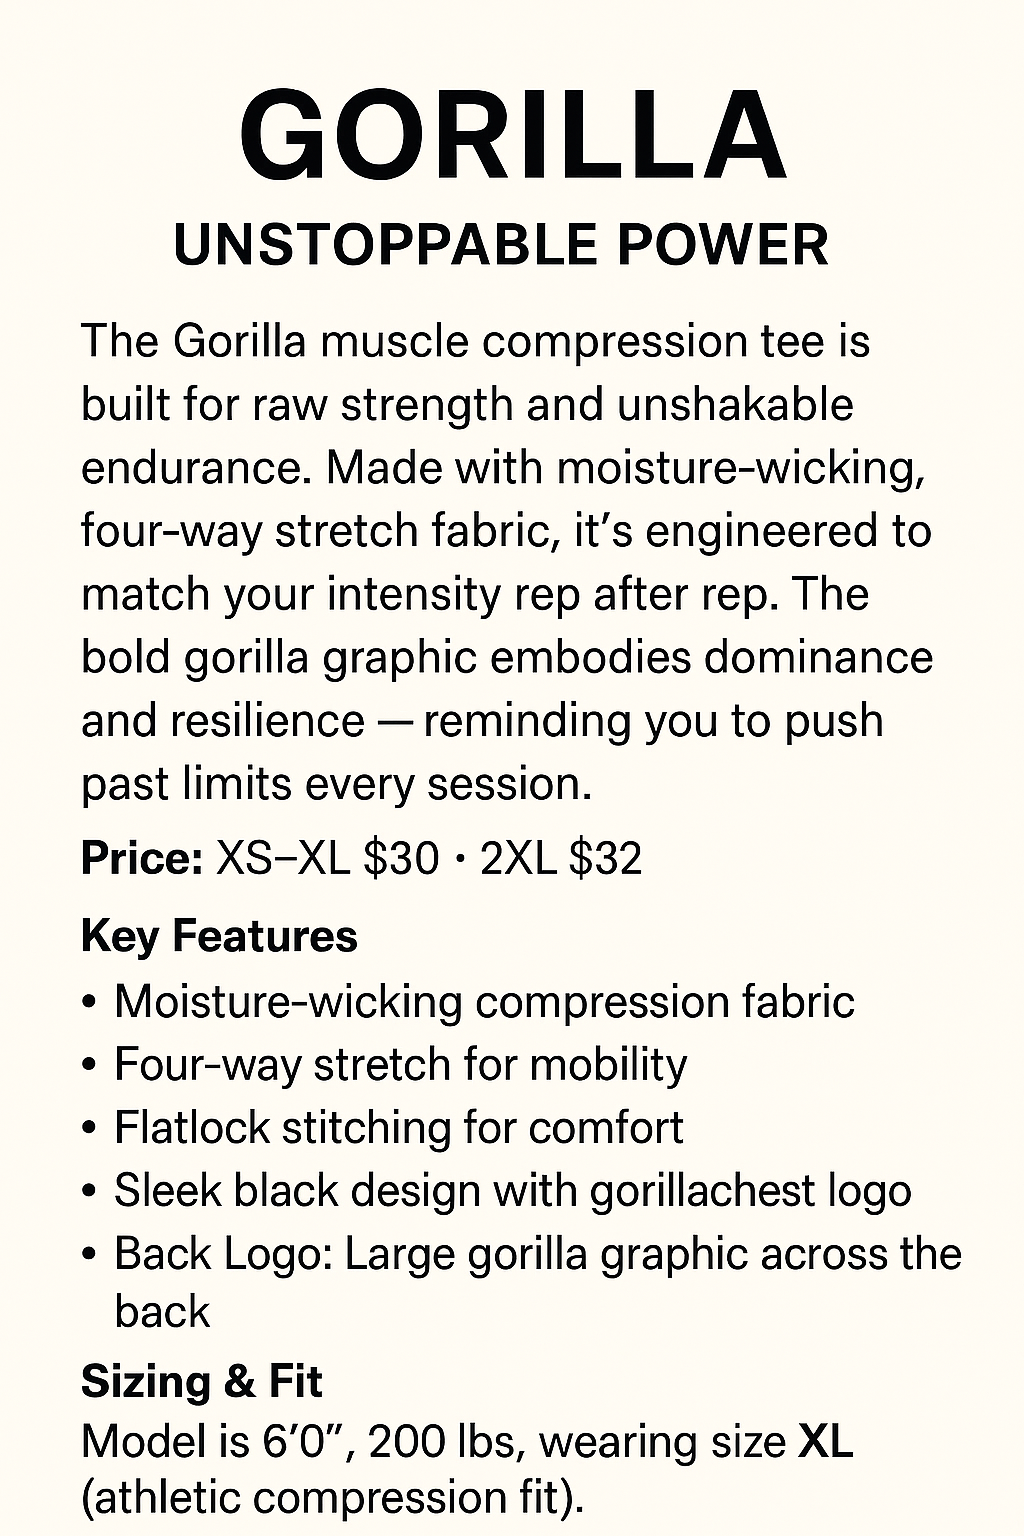 GORILLA
UNSTOPPABLE POWER
The Gorilla muscle compression tee is
built for raw strength and unshakable
endurance. Made with moisture-wicking,
four-way stretch fabric, it’s engineered to
match your intensity rep after rep. The
bold gorilla graphic embodies dominance
and resilience — reminding you to push
past limits every session.
Price: XS–XL $30 • 2XL $32
Key Features
• Moisture-wicking compression fabric
• Four-way stretch for mobility
• Flatlock stitching for comfort
• Sleek black design with gorillachest logo
• Back Logo: Large gorilla graphic across the
back
Sizing & Fit
Model is 6′0″, 200 lbs, wearing size XL
(athletic compression fit).